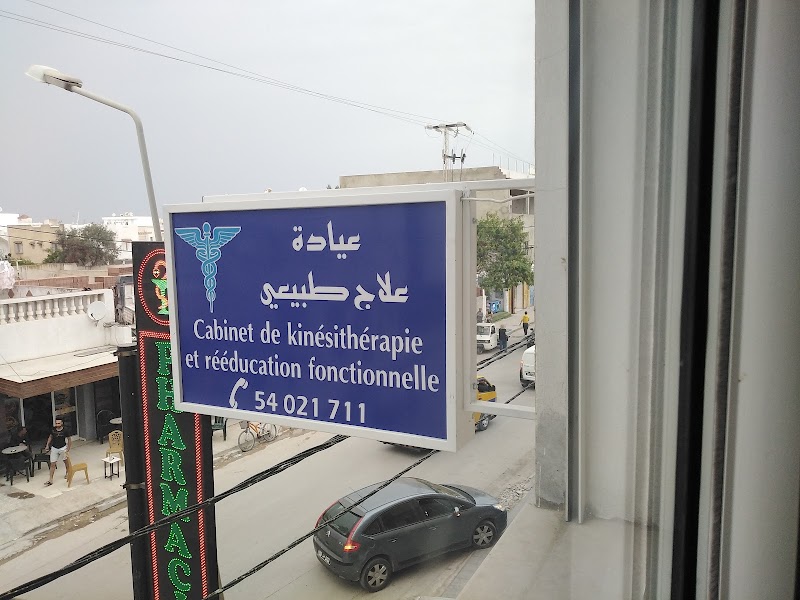 عيادة
علاج طبيعي
Cabinet de kinésithérapie
et rééducation fonctionnelle
54 021 711
PHARMAC